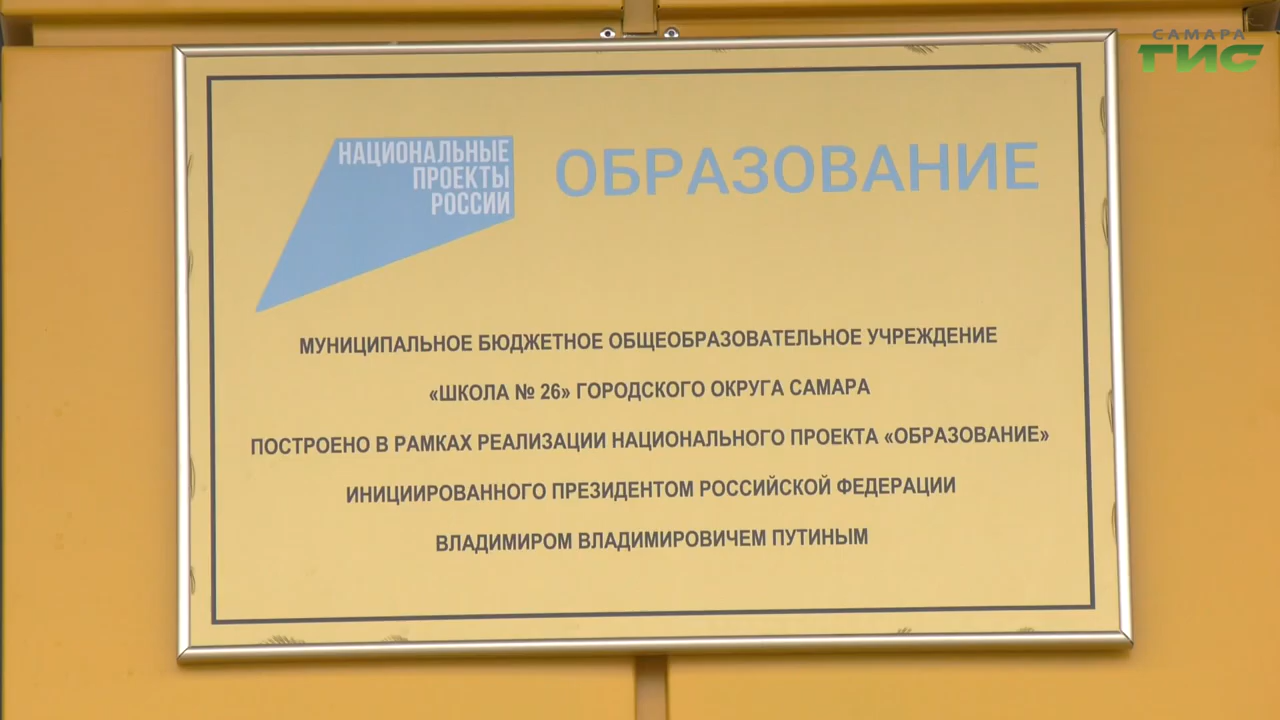 САМАРА
ГИС
НАЦИОНАЛЬНЫЕ
ПРОЕКТЫ
РОССИИ
ОБРАЗОВАНИЕ
МУНИЦИПАЛЬНОЕ БЮДЖЕТНОЕ ОБЩЕОБРАЗОВАТЕЛЬНОЕ УЧРЕЖДЕНИЕ
«ШКОЛА № 26» ГОРОДСКОГО ОКРУГА САМАРА
ПОСТРОЕНО В РАМКАХ РЕАЛИЗАЦИИ НАЦИОНАЛЬНОГО ПРОЕКТА «ОБРАЗОВАНИЕ»
ИНИЦИИРОВАННОГО ПРЕЗИДЕНТОМ РОССИЙСКОЙ ФЕДЕРАЦИИ
ВЛАДИМИРОМ ВЛАДИМИРОВИЧЕМ ПУТИНЫМ